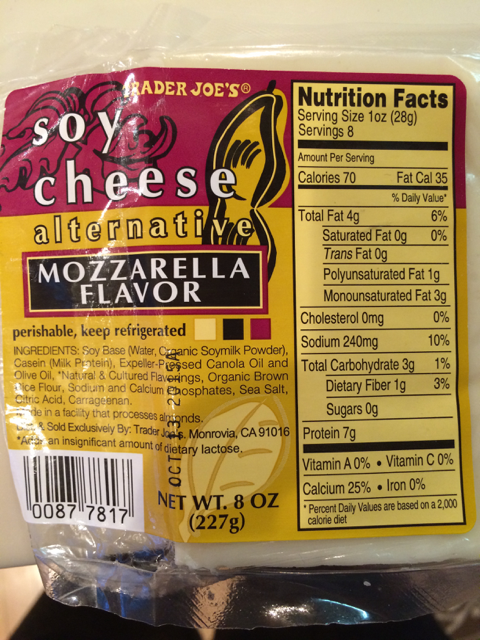 TRADER JOE'S®
soy
cheese
alternative
MOZZARELLA
FLAVOR
perishable, keep refrigerated
INGREDIENTS: Soy Base (Water, Organic Soymilk Powder),
Casein (Milk Protein), Expeller-Pressed Canola Oil and
Olive Oil, *Natural & Cultured Flavorings, Organic Brown
Rice Flour, Sodium and Calcium Phosphates, Sea Salt,
Citric Acid, Carrageenan.
Made in a facility that processes almonds.
Dist. & Sold Exclusively By: Trader Joe's, Monrovia, CA 91016
*Adds an insignificant amount of dietary lactose.
OCT 13
NET WT. 8 OZ
(227g)
0087 7817
Nutrition Facts
Serving Size 1oz (28g)
Servings 8
Amount Per Serving
Calories 70 Fat Cal 35
% Daily Value*
Total Fat 4g 6%
Saturated Fat 0g 0%
Trans Fat 0g
Polyunsaturated Fat 1g
Monounsaturated Fat 3g
Cholesterol 0mg 0%
Sodium 240mg 10%
Total Carbohydrate 3g 1%
Dietary Fiber 1g 3%
Sugars 0g
Protein 7g
Vitamin A 0% • Vitamin C 0%
Calcium 25% • Iron 0%
* Percent Daily Values are based on a 2,000
calorie diet